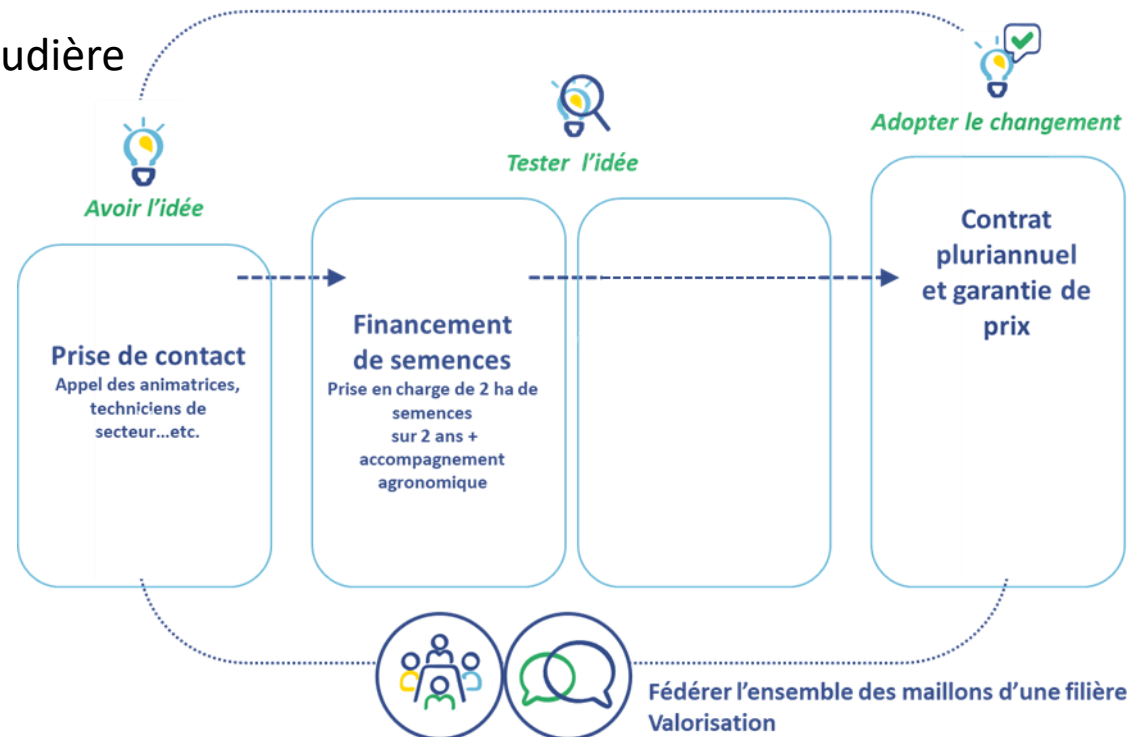 udière
Avoir l'idée
Prise de contact
Appel des animatrices,
techniciens de
secteur...etc.
Tester l'idée
Financement
de semences
Prise en charge de 2 ha de
semences
sur 2 ans +
accompagnement
agronomique
Adopter le changement
Contrat
pluriannuel
et garantie de
prix
Fédérer l'ensemble des maillons d'une filière
Valorisation